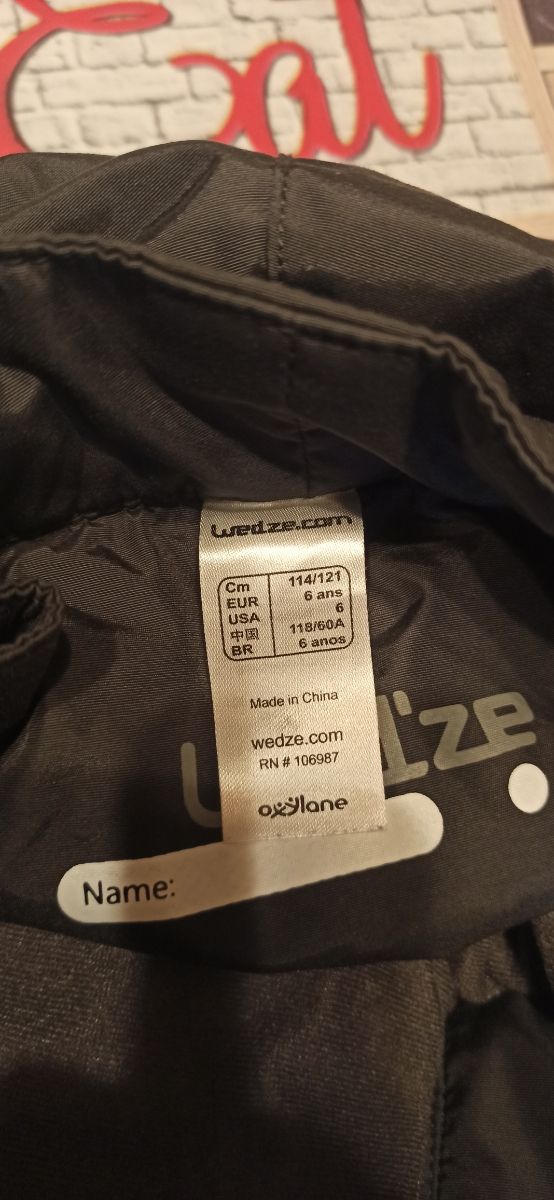 Eat
wedze.com
Cm 114/121
EUR 6 ans
USA 6
中国 118/60A
BR 6 anos
Made in China
wedze.com
RN # 106987
oxylane
Name: